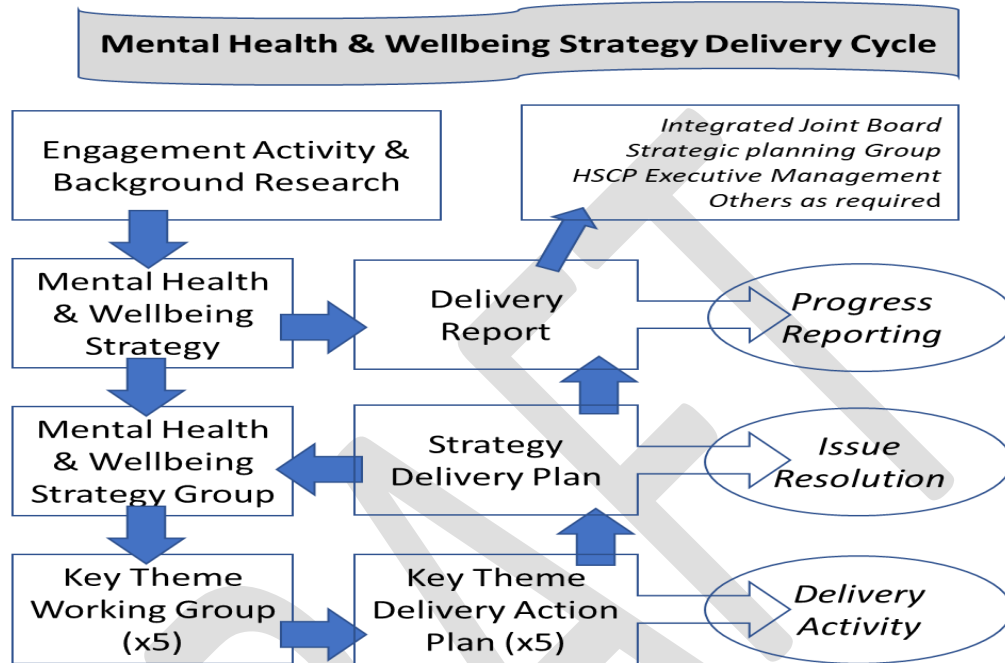 Mental Health & Wellbeing Strategy Delivery Cycle
Engagement Activity &
Background Research
Integrated Joint Board
Strategic planning Group
HSCP Executive Management
Others as required
Mental Health
& Wellbeing
Strategy
Delivery
Report
Progress
Reporting
Mental Health
& Wellbeing
Strategy Group
Strategy
Delivery Plan
Issue
Resolution
Key Theme
Working Group
(x5)
Key Theme
Delivery Action
Plan (x5)
Delivery
Activity
DRAFT